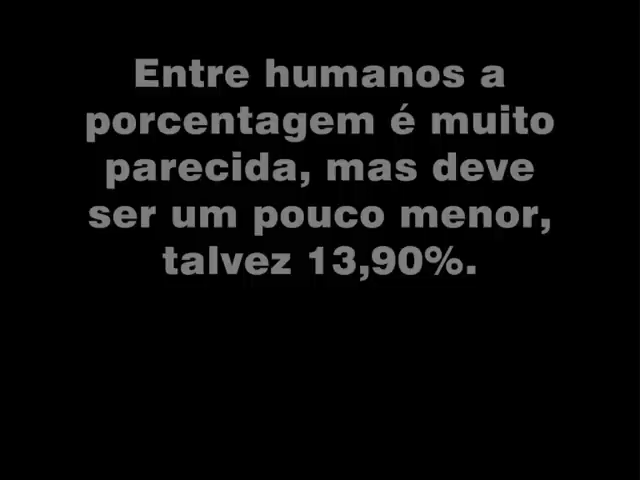 Entre humanos a
porcentagem é muito
parecida, mas deve
ser um pouco menor,
talvez 13,90%.